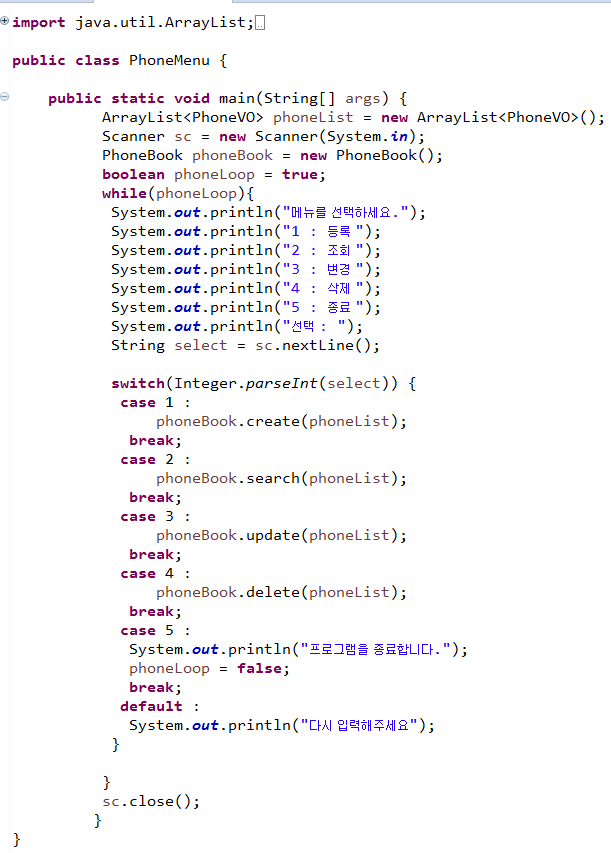 import java.util.ArrayList;
public class PhoneMenu {
public static void main(String[] args) {
ArrayList<PhoneVO> phoneList = new ArrayList<PhoneVO>();
Scanner sc = new Scanner(System.in);
PhoneBook phoneBook = new PhoneBook();
boolean phoneLoop = true;
while(phoneLoop){
System.out.println("메뉴를 선택하세요.");
System.out.println("1 : 등록 ");
System.out.println("2 : 조회 ");
System.out.println("3 : 변경 ");
System.out.println("4 : 삭제 ");
System.out.println("5 : 종료 ");
System.out.println("선택 : ");
String select = sc.nextLine();
switch(Integer.parseInt(select)) {
case 1 :
phoneBook.create(phoneList);
break;
case 2 :
phoneBook.search(phoneList);
break;
case 3 :
phoneBook.update(phoneList);
break;
case 4 :
phoneBook.delete(phoneList);
break;
case 5 :
System.out.println("프로그램을 종료합니다.");
phoneLoop = false;
break;
default :
System.out.println("다시 입력해주세요");
}
}
sc.close();
}
}